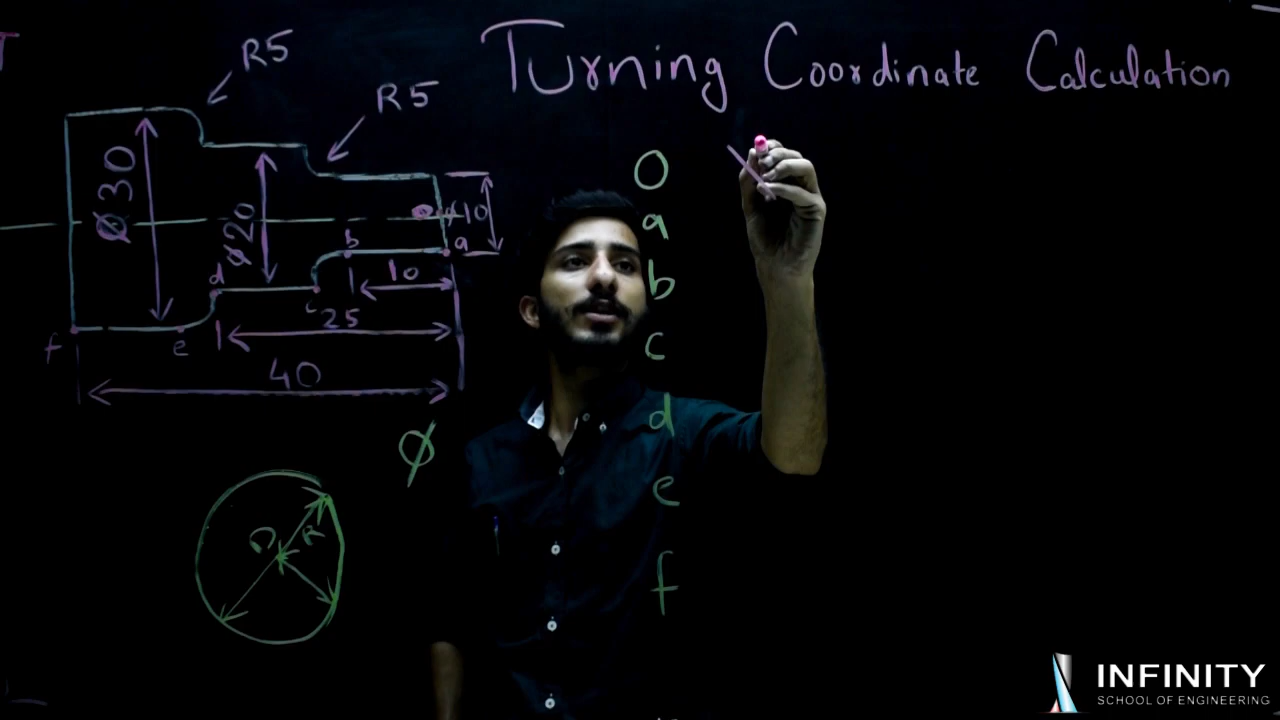 Turning Coordinate Calculation
R5
R5
Ø30
Ø20
Ø10
o
a
b
a
b
10
c
d
c
25
e
f
40
d
Ø
e
D
R
f
INFINITY
SCHOOL OF ENGINEERING